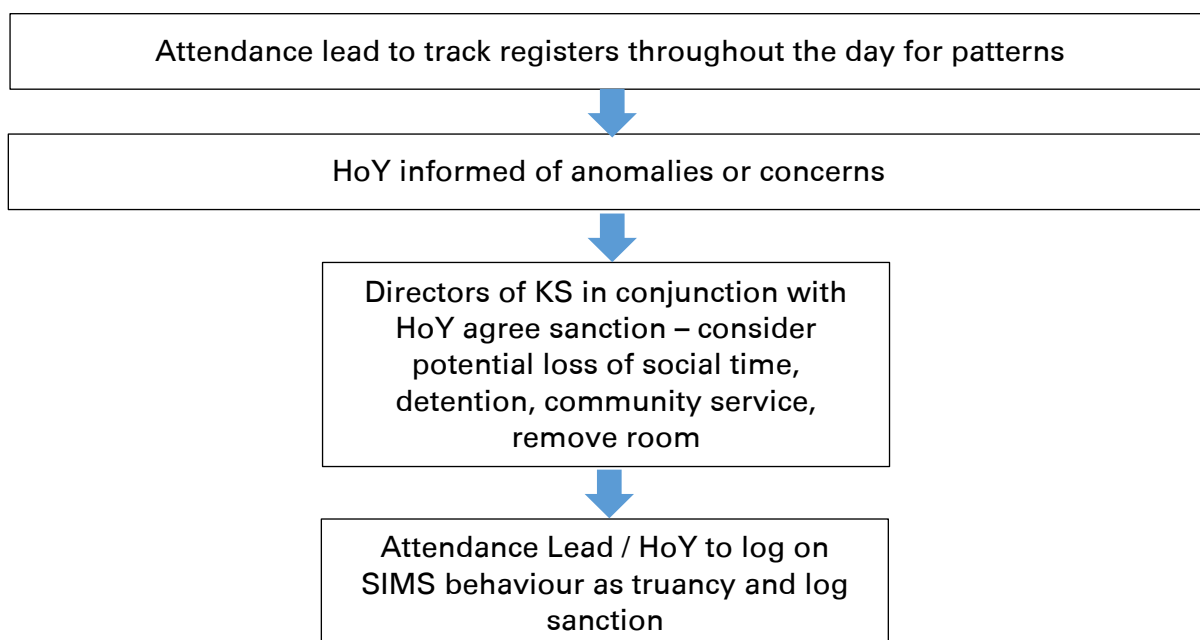 Attendance lead to track registers throughout the day for patterns
HoY informed of anomalies or concerns
Directors of KS in conjunction with
HoY agree sanction – consider
potential loss of social time,
detention, community service,
remove room
Attendance Lead / HoY to log on
SIMS behaviour as truancy and log
sanction